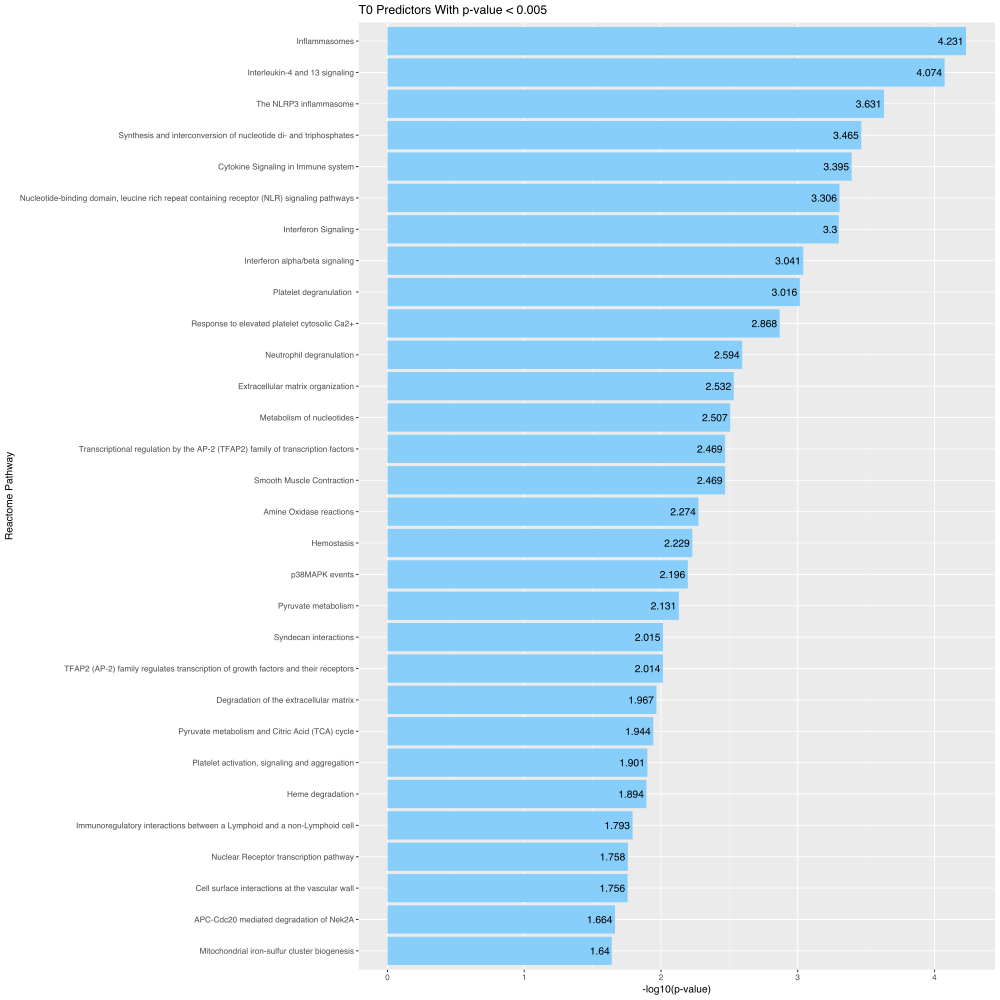 T0 Predictors With p-value < 0.005
Reactome Pathway
Inflammasomes 4.231
Interleukin-4 and 13 signaling 4.074
The NLRP3 inflammasome 3.631
Synthesis and interconversion of nucleotide di- and triphosphates 3.465
Cytokine Signaling in Immune system 3.395
Nucleotide-binding domain, leucine rich repeat containing receptor (NLR) signaling pathways 3.306
Interferon Signaling 3.3
Interferon alpha/beta signaling 3.041
Platelet degranulation 3.016
Response to elevated platelet cytosolic Ca2+ 2.868
Neutrophil degranulation 2.594
Extracellular matrix organization 2.532
Metabolism of nucleotides 2.507
Transcriptional regulation by the AP-2 (TFAP2) family of transcription factors 2.469
Smooth Muscle Contraction 2.469
Amine Oxidase reactions 2.274
Hemostasis 2.229
p38MAPK events 2.196
Pyruvate metabolism 2.131
Syndecan interactions 2.015
TFAP2 (AP-2) family regulates transcription of growth factors and their receptors 2.014
Degradation of the extracellular matrix 1.967
Pyruvate metabolism and Citric Acid (TCA) cycle 1.944
Platelet activation, signaling and aggregation 1.901
Heme degradation 1.894
Immunoregulatory interactions between a Lymphoid and a non-Lymphoid cell 1.793
Nuclear Receptor transcription pathway 1.758
Cell surface interactions at the vascular wall 1.756
APC-Cdc20 mediated degradation of Nek2A 1.664
Mitochondrial iron-sulfur cluster biogenesis 1.64
0 1 2 3 4
-log10(p-value)